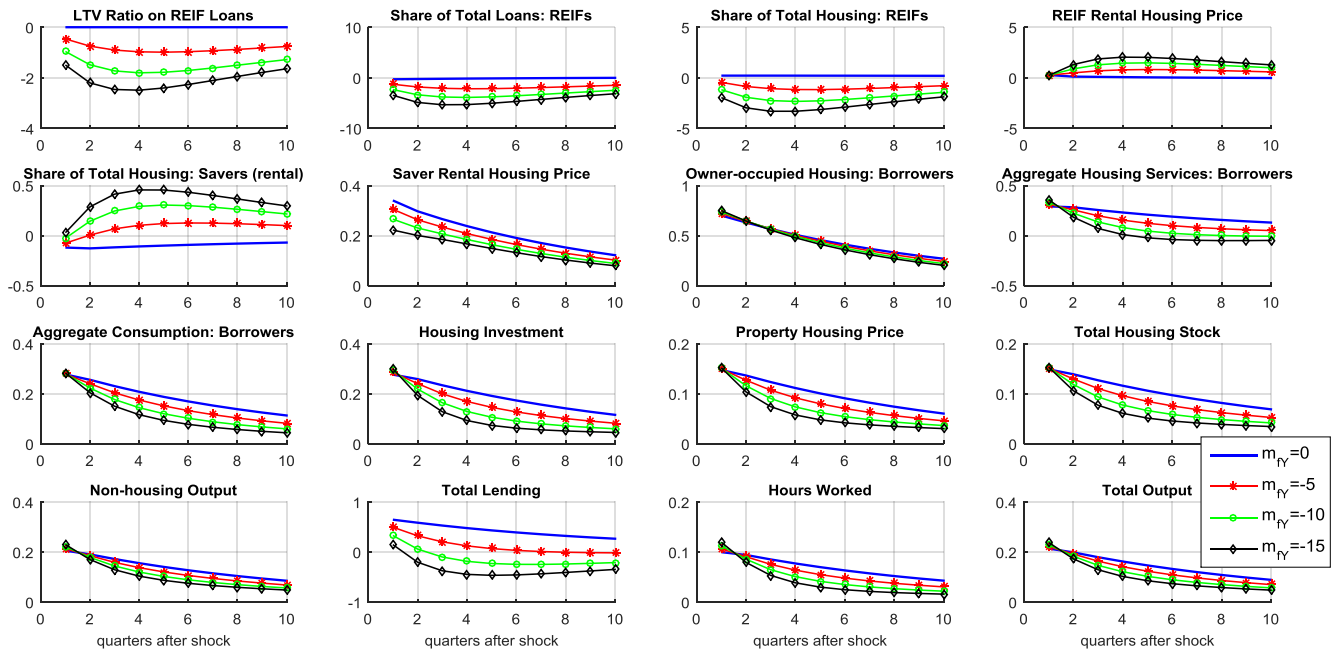 LTV Ratio on REIF Loans
Share of Total Loans: REIFs
Share of Total Housing: REIFs
REIF Rental Housing Price
0
-2
-4
0 2 4 6 8 10
10
0
-10
0 2 4 6 8 10
5
0
-5
0 2 4 6 8 10
5
0
-5
0 2 4 6 8 10
Share of Total Housing: Savers (rental)
Saver Rental Housing Price
Owner-occupied Housing: Borrowers
Aggregate Housing Services: Borrowers
0.5
0
-0.5
0 2 4 6 8 10
0.4
0.2
0
0 2 4 6 8 10
1
0.5
0
0 2 4 6 8 10
0.5
0
-0.5
0 2 4 6 8 10
Aggregate Consumption: Borrowers
Housing Investment
Property Housing Price
Total Housing Stock
0.4
0.2
0
0 2 4 6 8 10
0.4
0.2
0
0 2 4 6 8 10
0.2
0.1
0
0 2 4 6 8 10
0.2
0.1
0
0 2 4 6 8 10
m_fY=0
m_fY=-5
m_fY=-10
m_fY=-15
Non-housing Output
Total Lending
Hours Worked
Total Output
0.4
0.2
0
0 2 4 6 8 10
quarters after shock
1
0
-1
0 2 4 6 8 10
quarters after shock
0.2
0.1
0
0 2 4 6 8 10
quarters after shock
0.4
0.2
0
0 2 4 6 8 10
quarters after shock